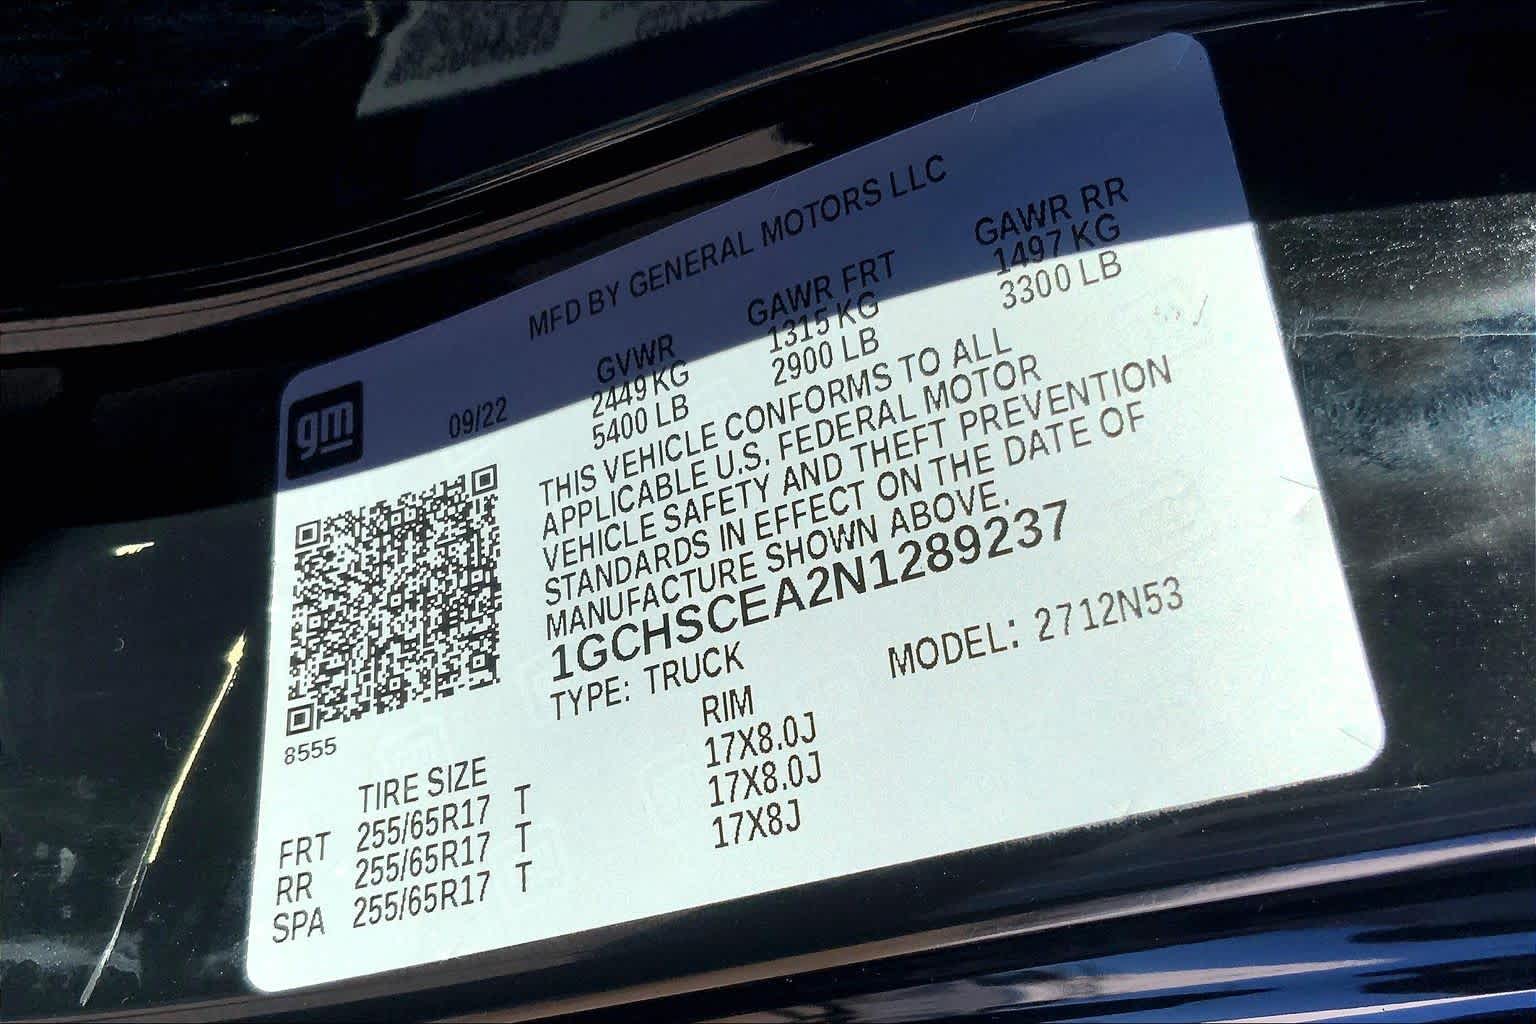 MFD BY GENERAL MOTORS LLC
gm
09/22
GVWR GAWR FRT GAWR RR
2449 KG 1315 KG 1497 KG
5400 LB 2900 LB 3300 LB
THIS VEHICLE CONFORMS TO ALL
APPLICABLE U.S. FEDERAL MOTOR
VEHICLE SAFETY AND THEFT PREVENTION
STANDARDS IN EFFECT ON THE DATE OF
MANUFACTURE SHOWN ABOVE.
1GCHSCEA2N1289237
TYPE: TRUCK MODEL: 2712N53
8555
TIRE SIZE RIM
FRT 255/65R17 T 17X8.0J
RR 255/65R17 T 17X8.0J
SPA 255/65R17 T 17X8J